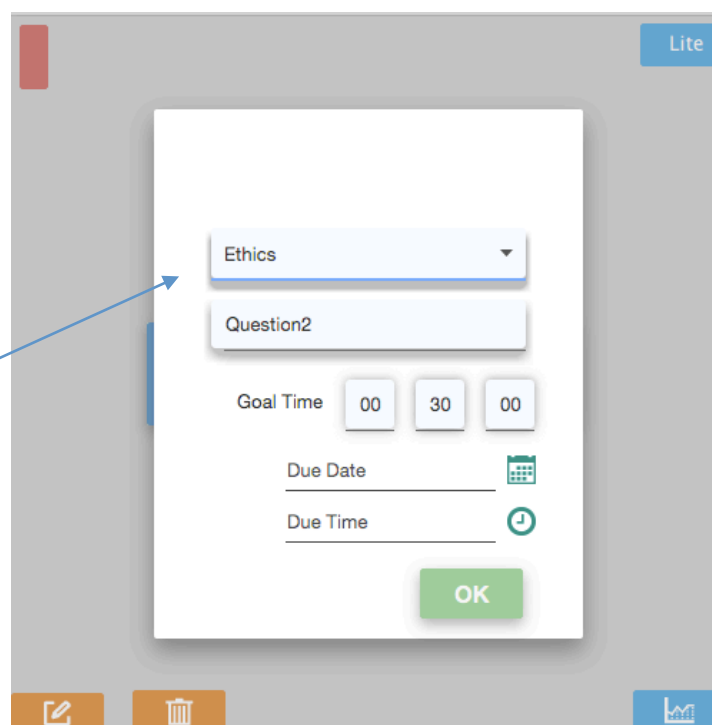 Lite
Ethics
Question2
Goal Time 00 30 00
Due Date
Due Time
OK